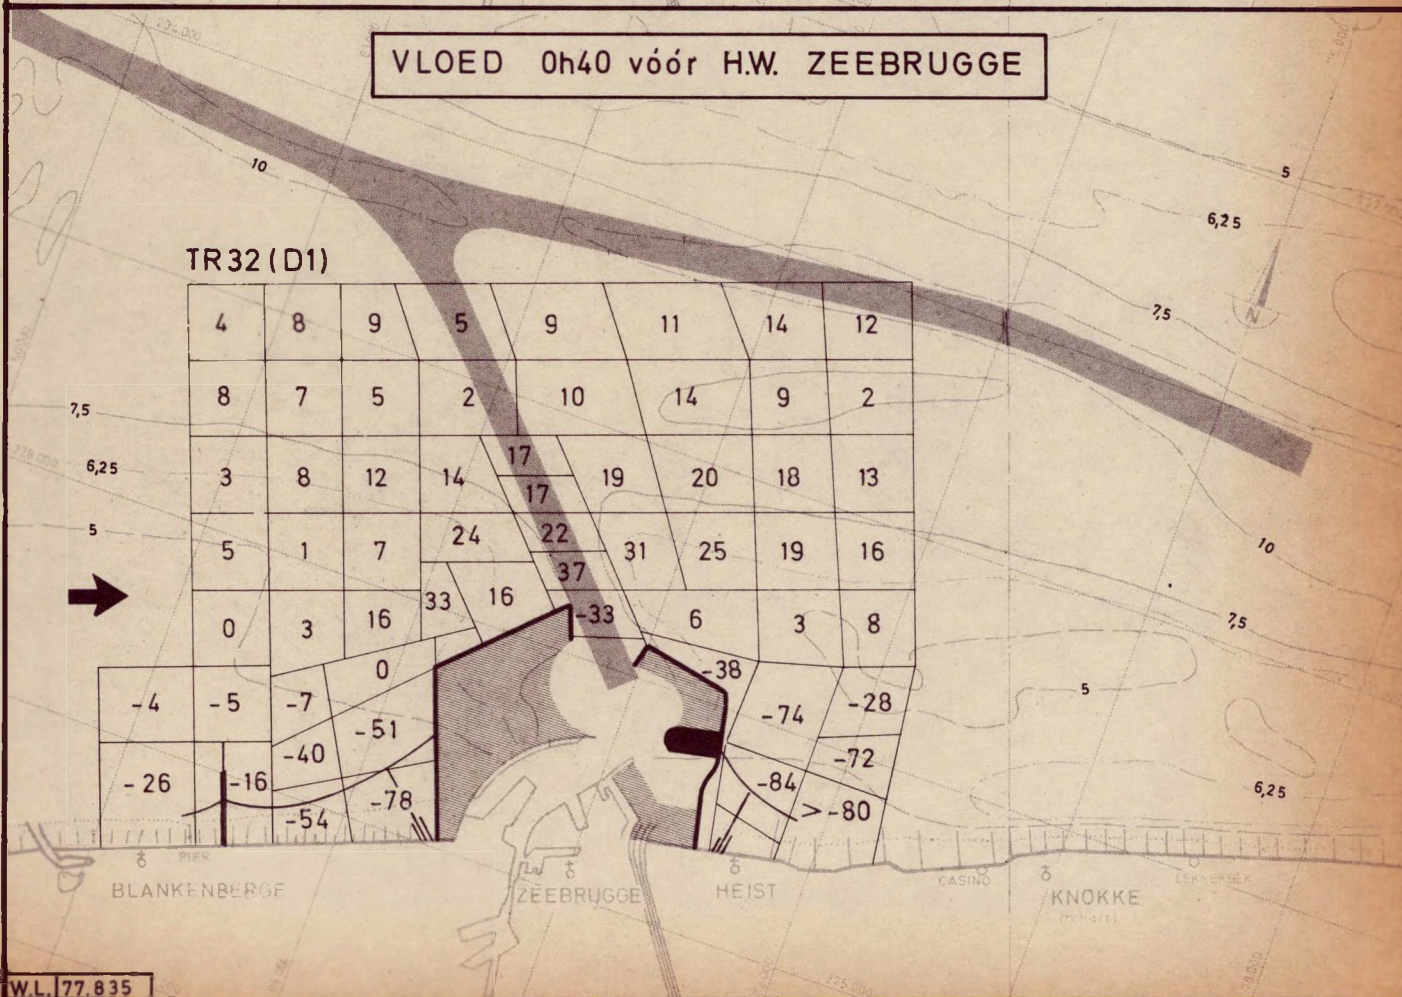 VLOED 0h40 vóór H.W. ZEEBRUGGE
10
5
6,25
7,5
TR32(D1)
N
4 8 9 5 9 11 14 12
8 7 5 2 10 14 9 2
7,5
6,25
5
17
3 8 12 14 19 20 18 13
17
24 22
5 1 7 31 25 19 16
37
10
33 16
0 3 16 -33 6 3 8
7,5
0 -38
-4 -5 -7 -51 -74 -28
5
-40 -72
-26 -16 -78 -84
>-80
-54
6,25
PIER
BLANKENBERGE
ZEEBRUGGE
HEIST
CASINO
KNOKKE
LEKKERBEK
W.L. 77.835